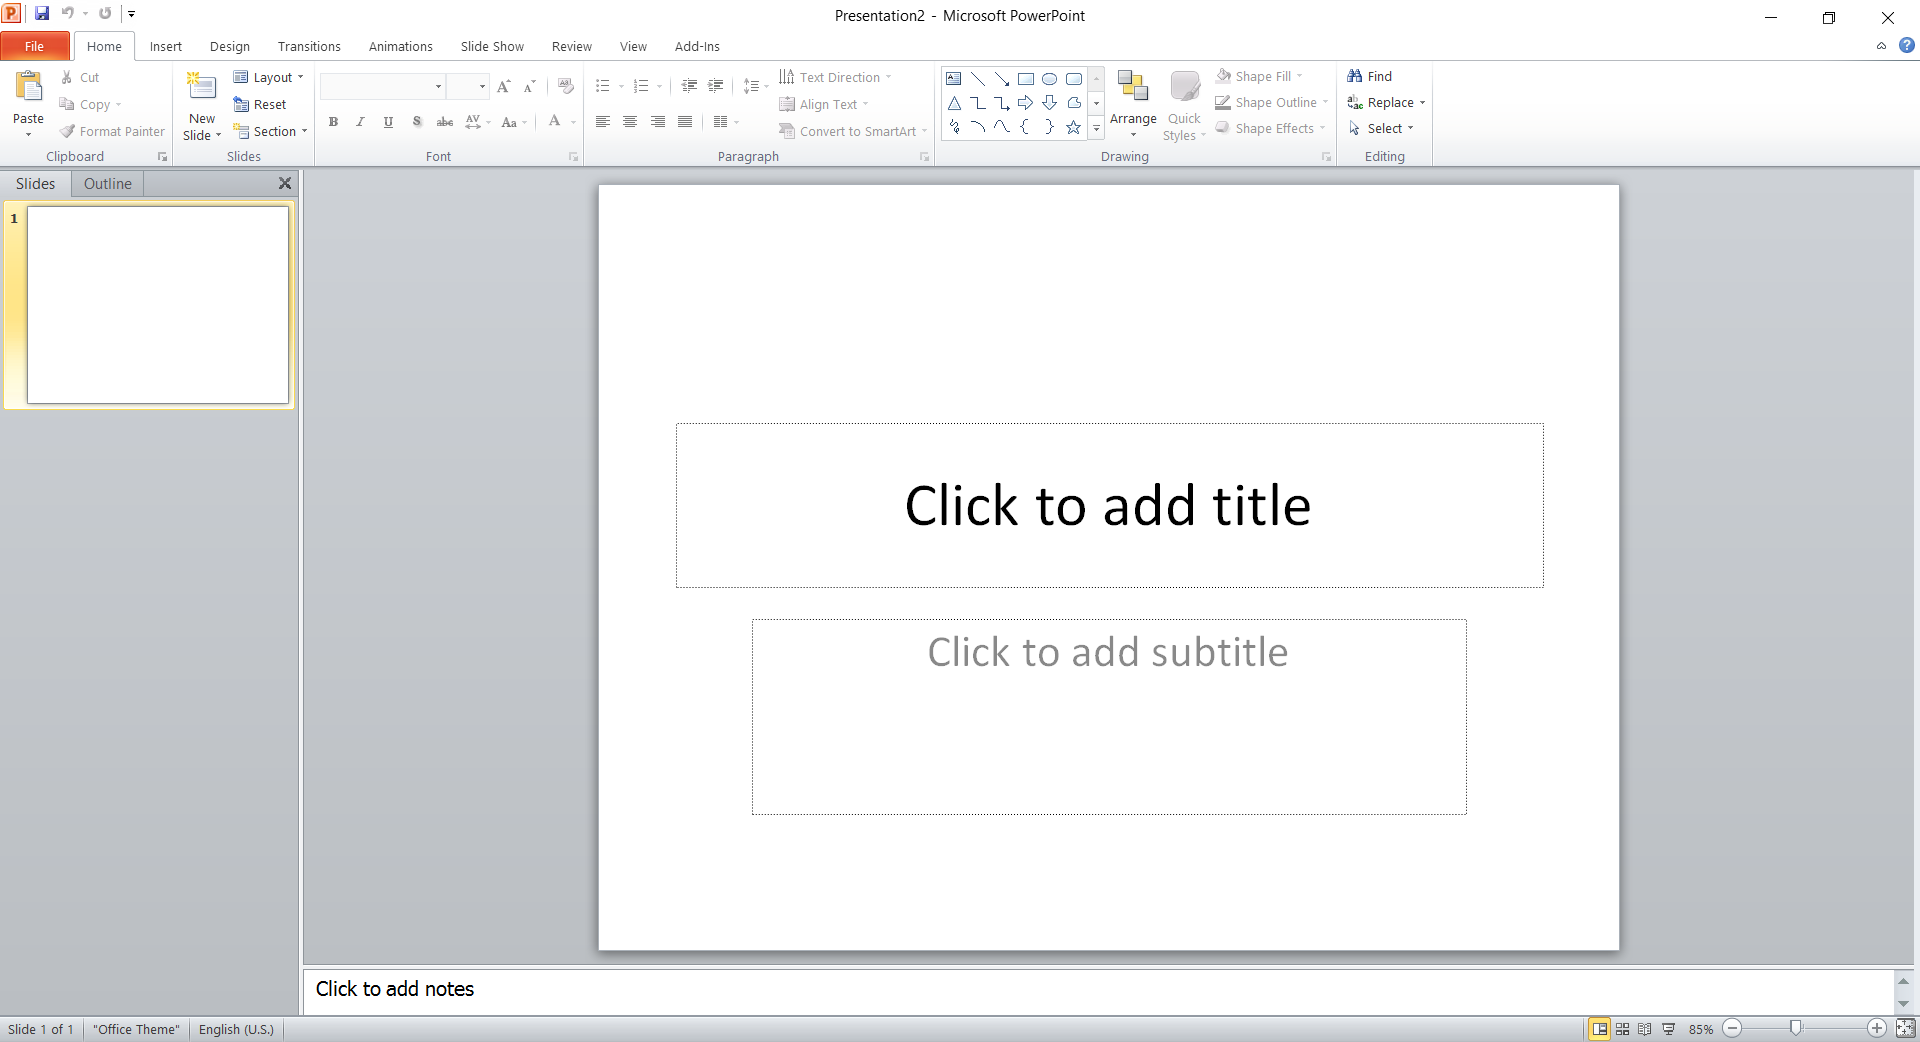 Presentation2 - Microsoft PowerPoint
File Home Insert Design Transitions Animations Slide Show Review View Add-Ins
Paste
Cut
Copy
Format Painter
Clipboard
New Slide
Layout
Reset
Section
Slides
B I U S abc AV Aa A
Font
Text Direction
Align Text
Convert to SmartArt
Paragraph
Arrange
Quick Styles
Shape Fill
Shape Outline
Shape Effects
Drawing
Find
Replace
Select
Editing
Slides Outline
1
Click to add title
Click to add subtitle
Click to add notes
Slide 1 of 1 "Office Theme" English (U.S.) 85%